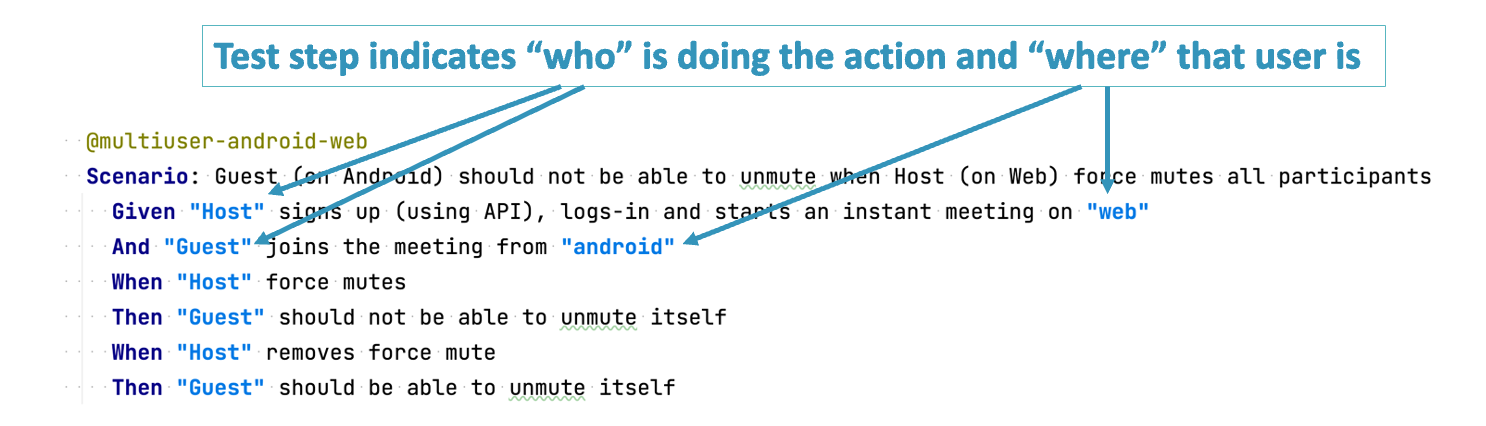 Test step indicates “who” is doing the action and “where” that user is
@multiuser-android-web
Scenario: Guest (on Android) should not be able to unmute when Host (on Web) force mutes all participants
Given "Host" signs up (using API), logs-in and starts an instant meeting on "web"
And "Guest" joins the meeting from "android"
When "Host" force mutes
Then "Guest" should not be able to unmute itself
When "Host" removes force mute
Then "Guest" should be able to unmute itself